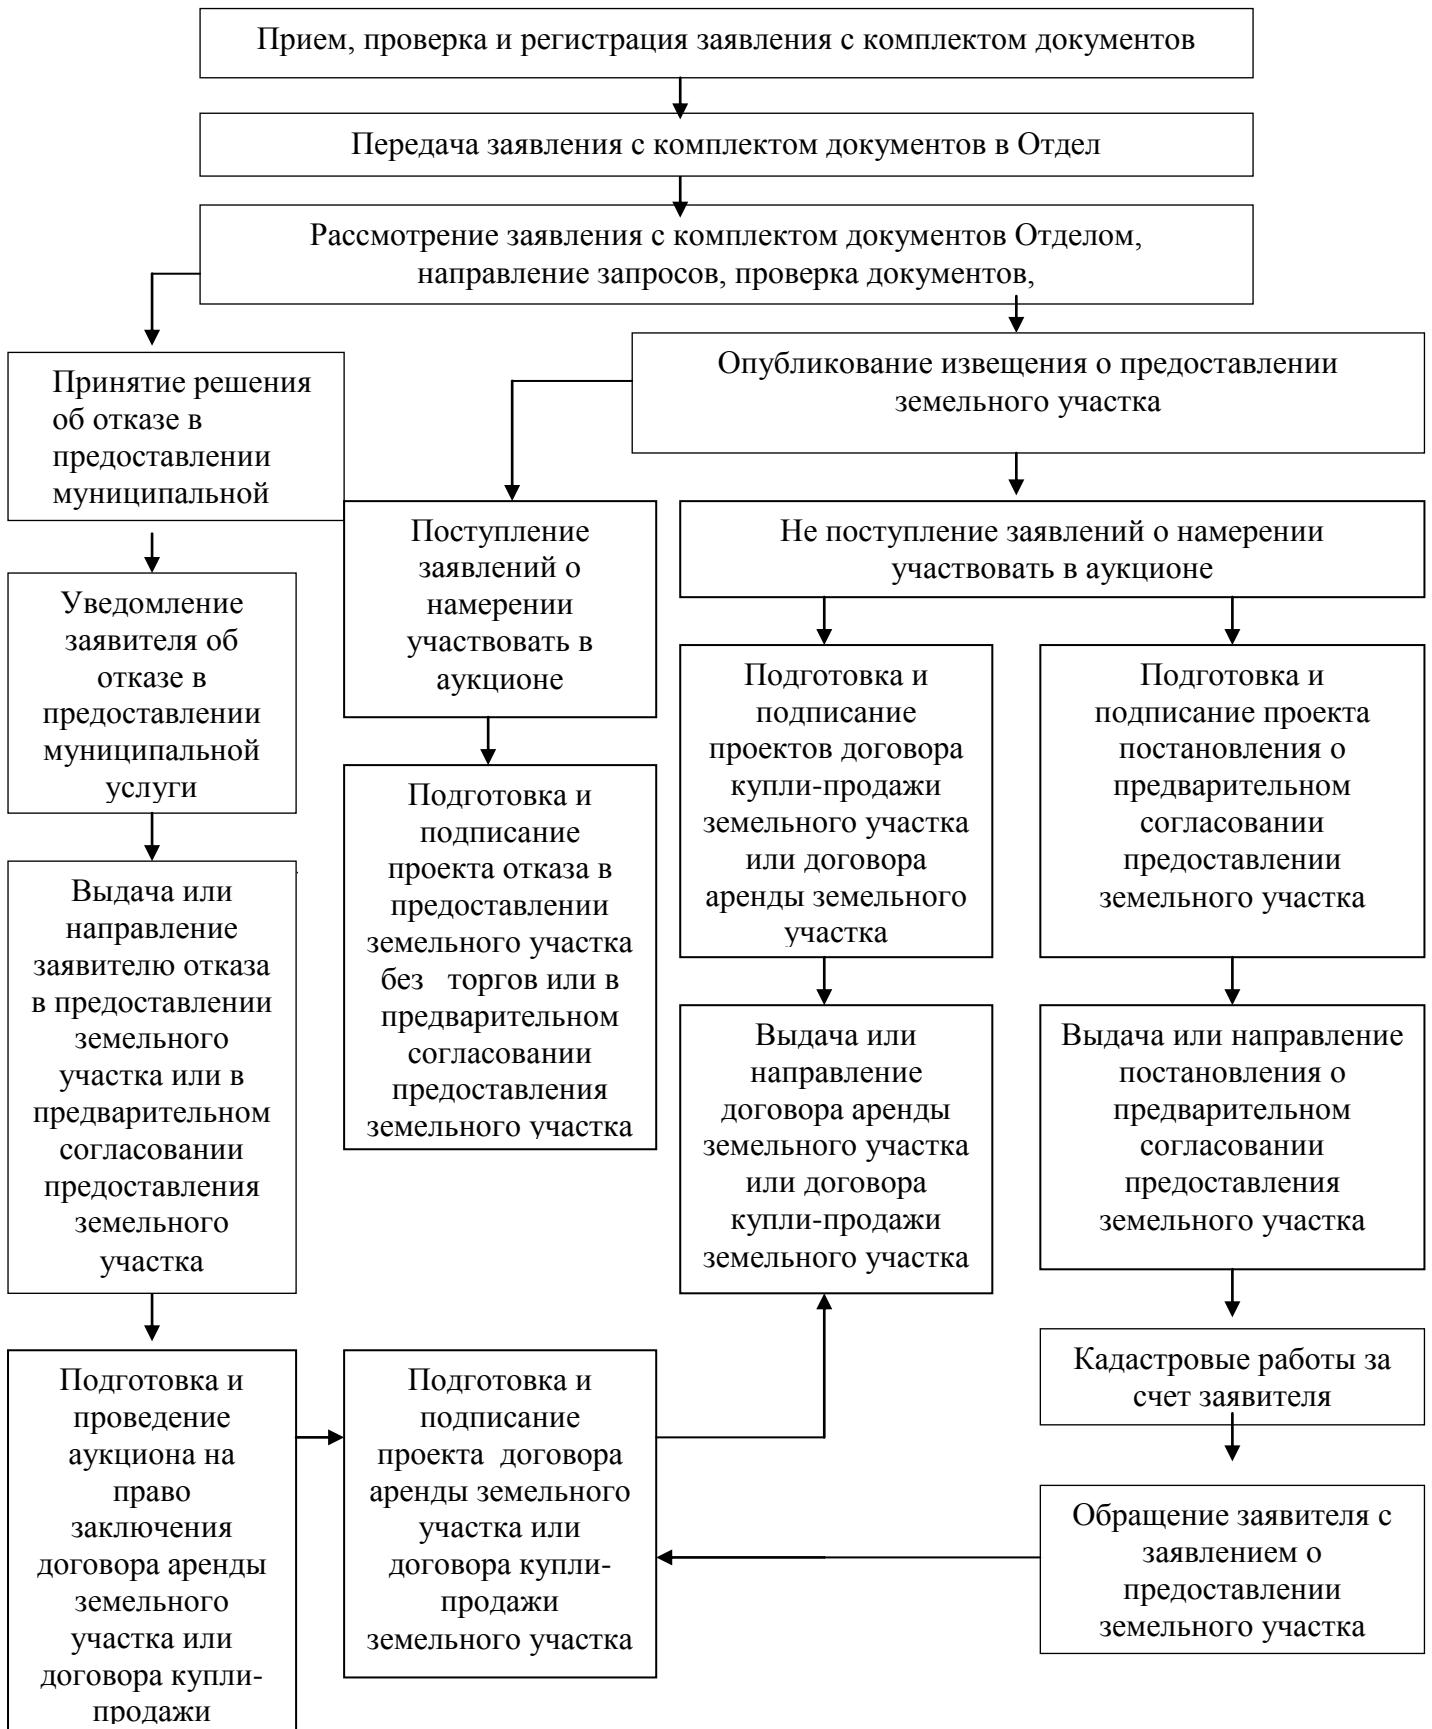 Прием, проверка и регистрация заявления с комплектом документов
Передача заявления с комплектом документов в Отдел
Рассмотрение заявления с комплектом документов Отделом,
направление запросов, проверка документов,
Опубликование извещения о предоставлении
земельного участка
Принятие решения
об отказе в
предоставлении
муниципальной
Поступление
заявлений о
намерении
участвовать в
аукционе
Не поступление заявлений о намерении
участвовать в аукционе
Уведомление
заявителя об
отказе в
предоставлении
муниципальной
услуги
Подготовка и
подписание
проектов договора
купли-продажи
земельного участка
или договора
аренды земельного
участка
Подготовка и
подписание проекта
постановления о
предварительном
согласовании
предоставлении
земельного участка
Подготовка и
подписание
проекта отказа в
предоставлении
земельного участка
без торгов или в
предварительном
согласовании
предоставления
земельного участка
Выдача или
направление
заявителю отказа
в предоставлении
земельного
участка или в
предварительном
согласовании
предоставления
земельного
участка
Выдача или
направление
договора аренды
земельного участка
или договора
купли-продажи
земельного участка
Выдача или направление
постановления о
предварительном
согласовании
предоставления
земельного участка
Кадастровые работы за
счет заявителя
Подготовка и
проведение
аукциона на
право
заключения
договора аренды
земельного
участка или
договора купли-
продажи
Подготовка и
подписание
проекта договора
аренды земельного
участка или
договора купли-
продажи
земельного участка
Обращение заявителя с
заявлением о
предоставлении
земельного участка